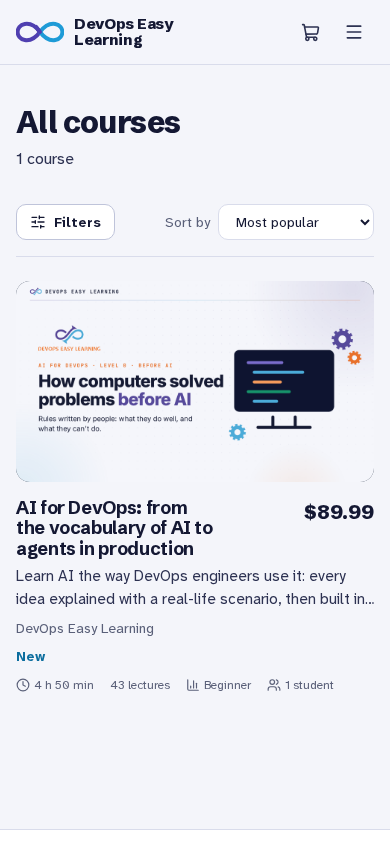 DevOps Easy
Learning
All courses
1 course
Filters
Sort by
Most popular
DEVOPS EASY LEARNING
DEVOPS EASY LEARNING
AI FOR DEVOPS · LEVEL 0 · BEFORE AI
How computers solved
problems before AI
Rules written by people: what they do well, and
what they can't do.
AI for DevOps: from
the vocabulary of AI to
agents in production
$89.99
Learn AI the way DevOps engineers use it: every
idea explained with a real-life scenario, then built in...
DevOps Easy Learning
New
4 h 50 min
43 lectures
Beginner
1 student